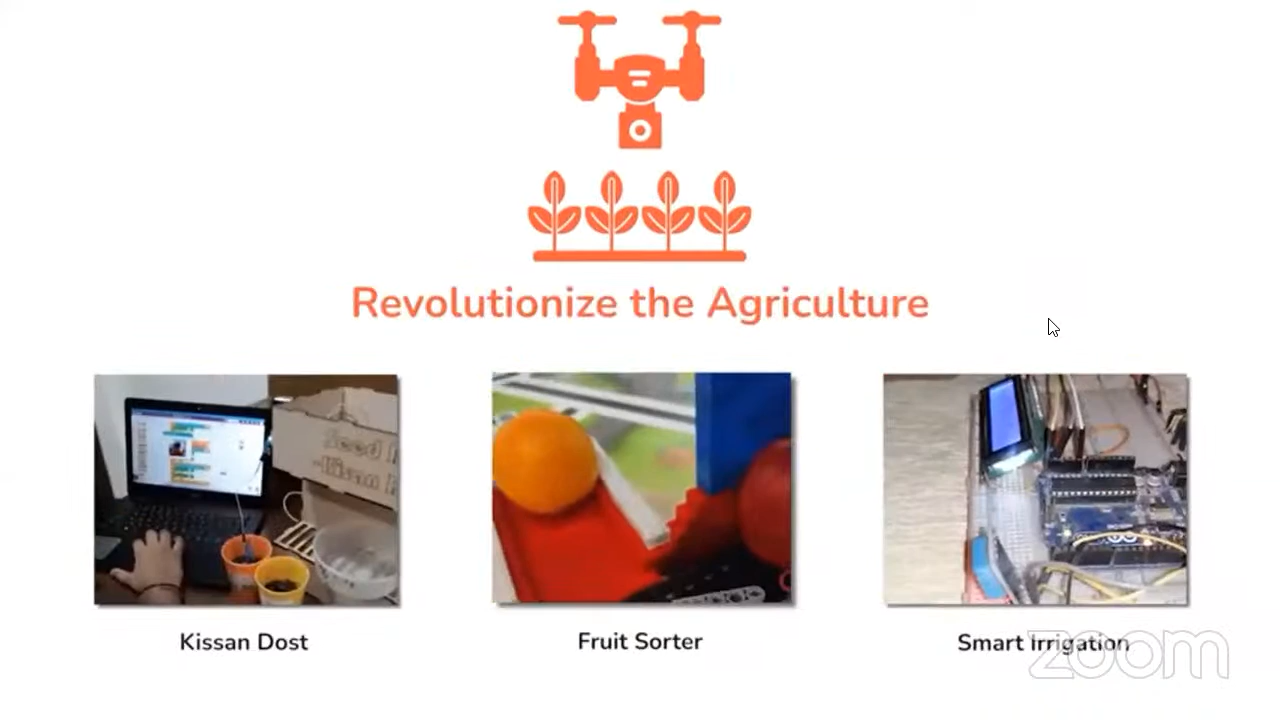 Revolutionize the Agriculture
Kissan Dost
Fruit Sorter
Smart Irrigation
zoom